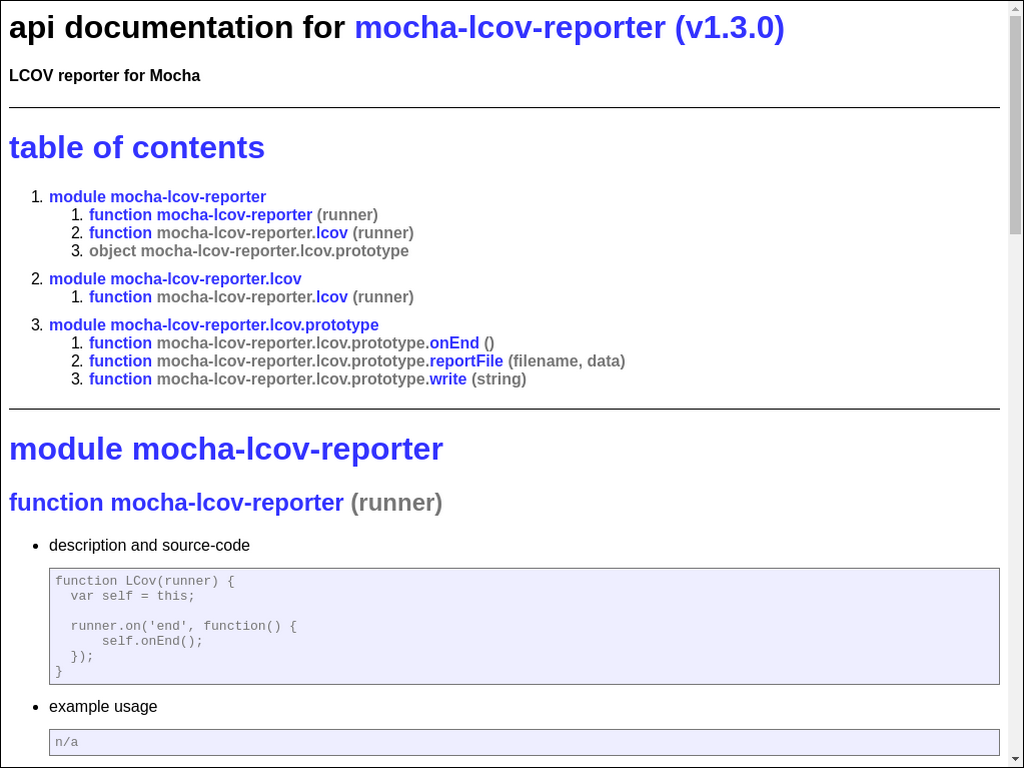 api documentation for mocha-lcov-reporter (v1.3.0)
LCOV reporter for Mocha
table of contents
1. module mocha-lcov-reporter
1. function mocha-lcov-reporter (runner)
2. function mocha-lcov-reporter.lcov (runner)
3. object mocha-lcov-reporter.lcov.prototype
2. module mocha-lcov-reporter.lcov
1. function mocha-lcov-reporter.lcov (runner)
3. module mocha-lcov-reporter.lcov.prototype
1. function mocha-lcov-reporter.lcov.prototype.onEnd ()
2. function mocha-lcov-reporter.lcov.prototype.reportFile (filename, data)
3. function mocha-lcov-reporter.lcov.prototype.write (string)
module mocha-lcov-reporter
function mocha-lcov-reporter (runner)
• description and source-code
function LCov(runner) {
  var self = this;
  runner.on('end', function() {
      self.onEnd();
  });
}
• example usage
n/a